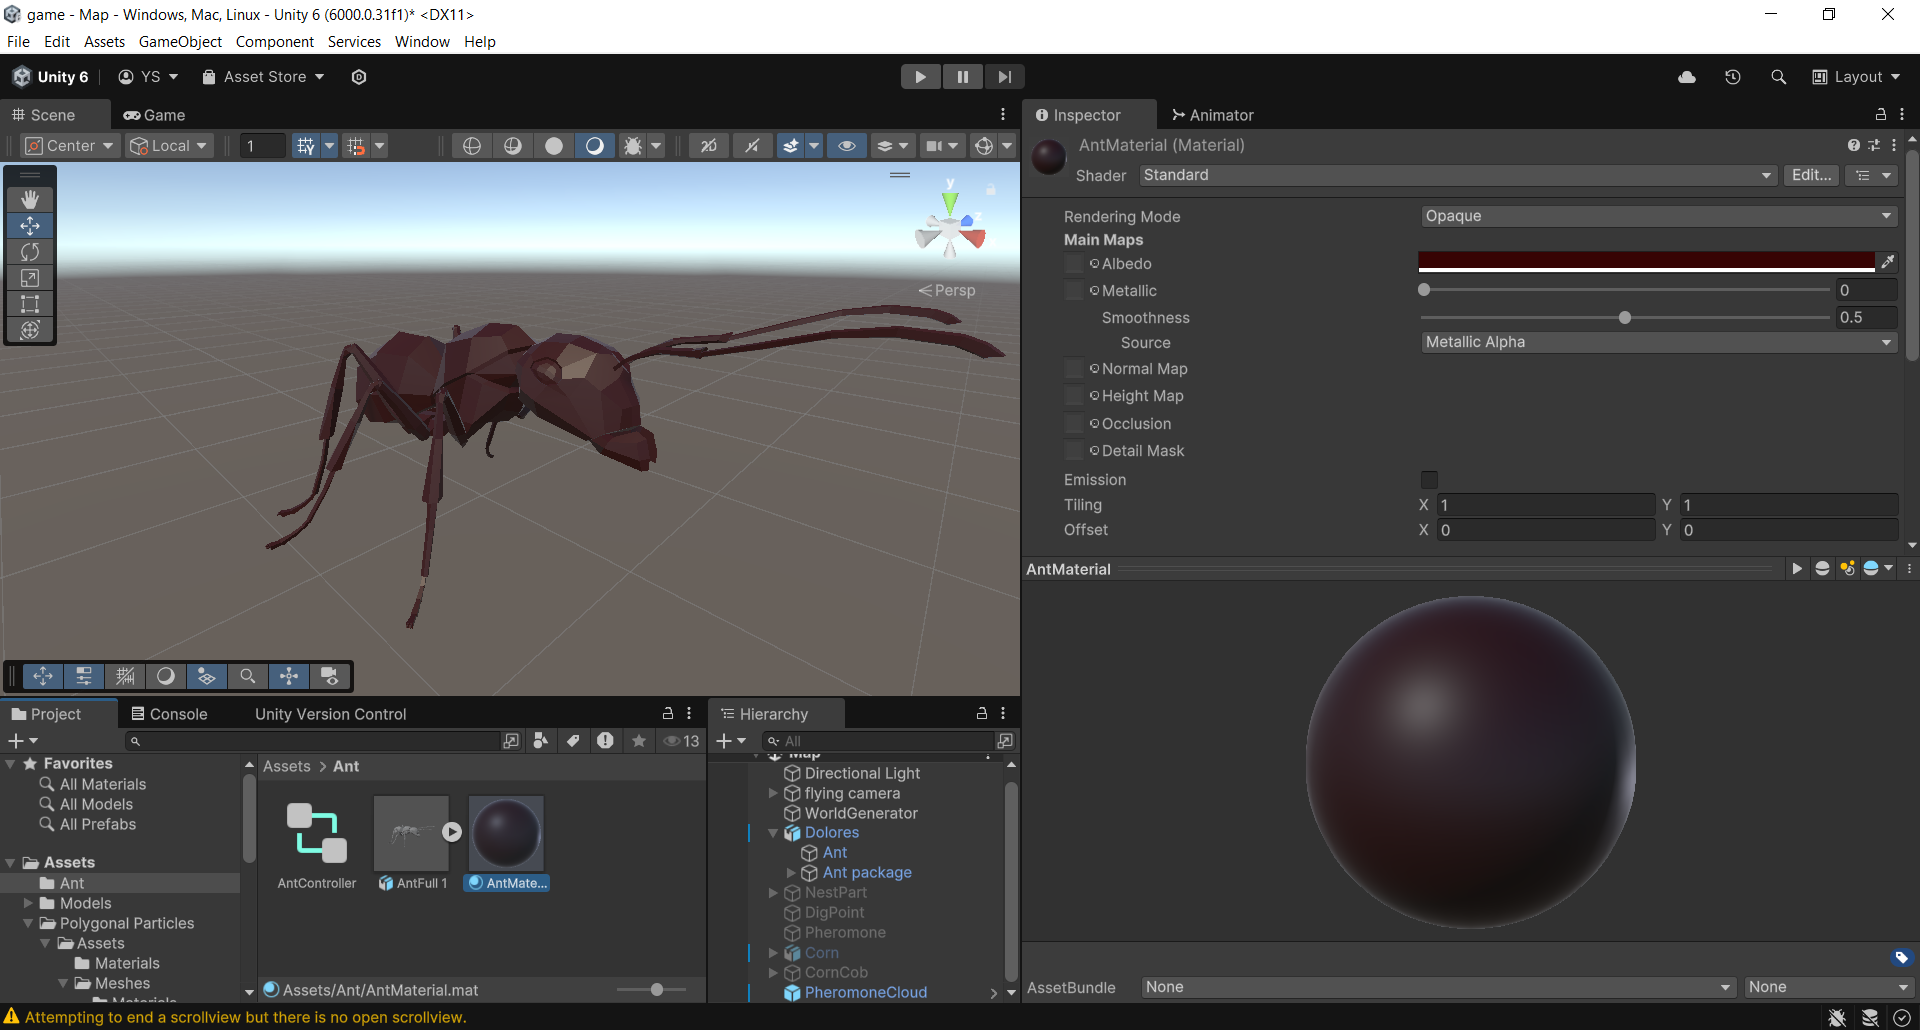 game - Map - Windows, Mac, Linux - Unity 6 (6000.0.31f1)* <DX11>
File Edit Assets GameObject Component Services Window Help
Unity 6 YS Asset Store Layout
Scene Game
Center Local 1 2D
y
z
Persp
Inspector Animator
AntMaterial (Material)
Shader Standard Edit...
Rendering Mode Opaque
Main Maps
Albedo
Metallic 0
Smoothness 0.5
Source Metallic Alpha
Normal Map
Height Map
Occlusion
Detail Mask
Emission
Tiling X 1 Y 1
Offset X 0 Y 0
AntMaterial
AssetBundle None None
Project Console Unity Version Control
13
Favorites
All Materials
All Models
All Prefabs
Assets
Ant
Models
Polygonal Particles
Assets
Materials
Meshes
Materials
Assets > Ant
AntController AntFull 1 AntMate...
Assets/Ant/AntMaterial.mat
Hierarchy
All
Map
Directional Light
flying camera
WorldGenerator
Dolores
Ant
Ant package
NestPart
DigPoint
Pheromone
Corn
CornCob
PheromoneCloud
Attempting to end a scrollview but there is no open scrollview.